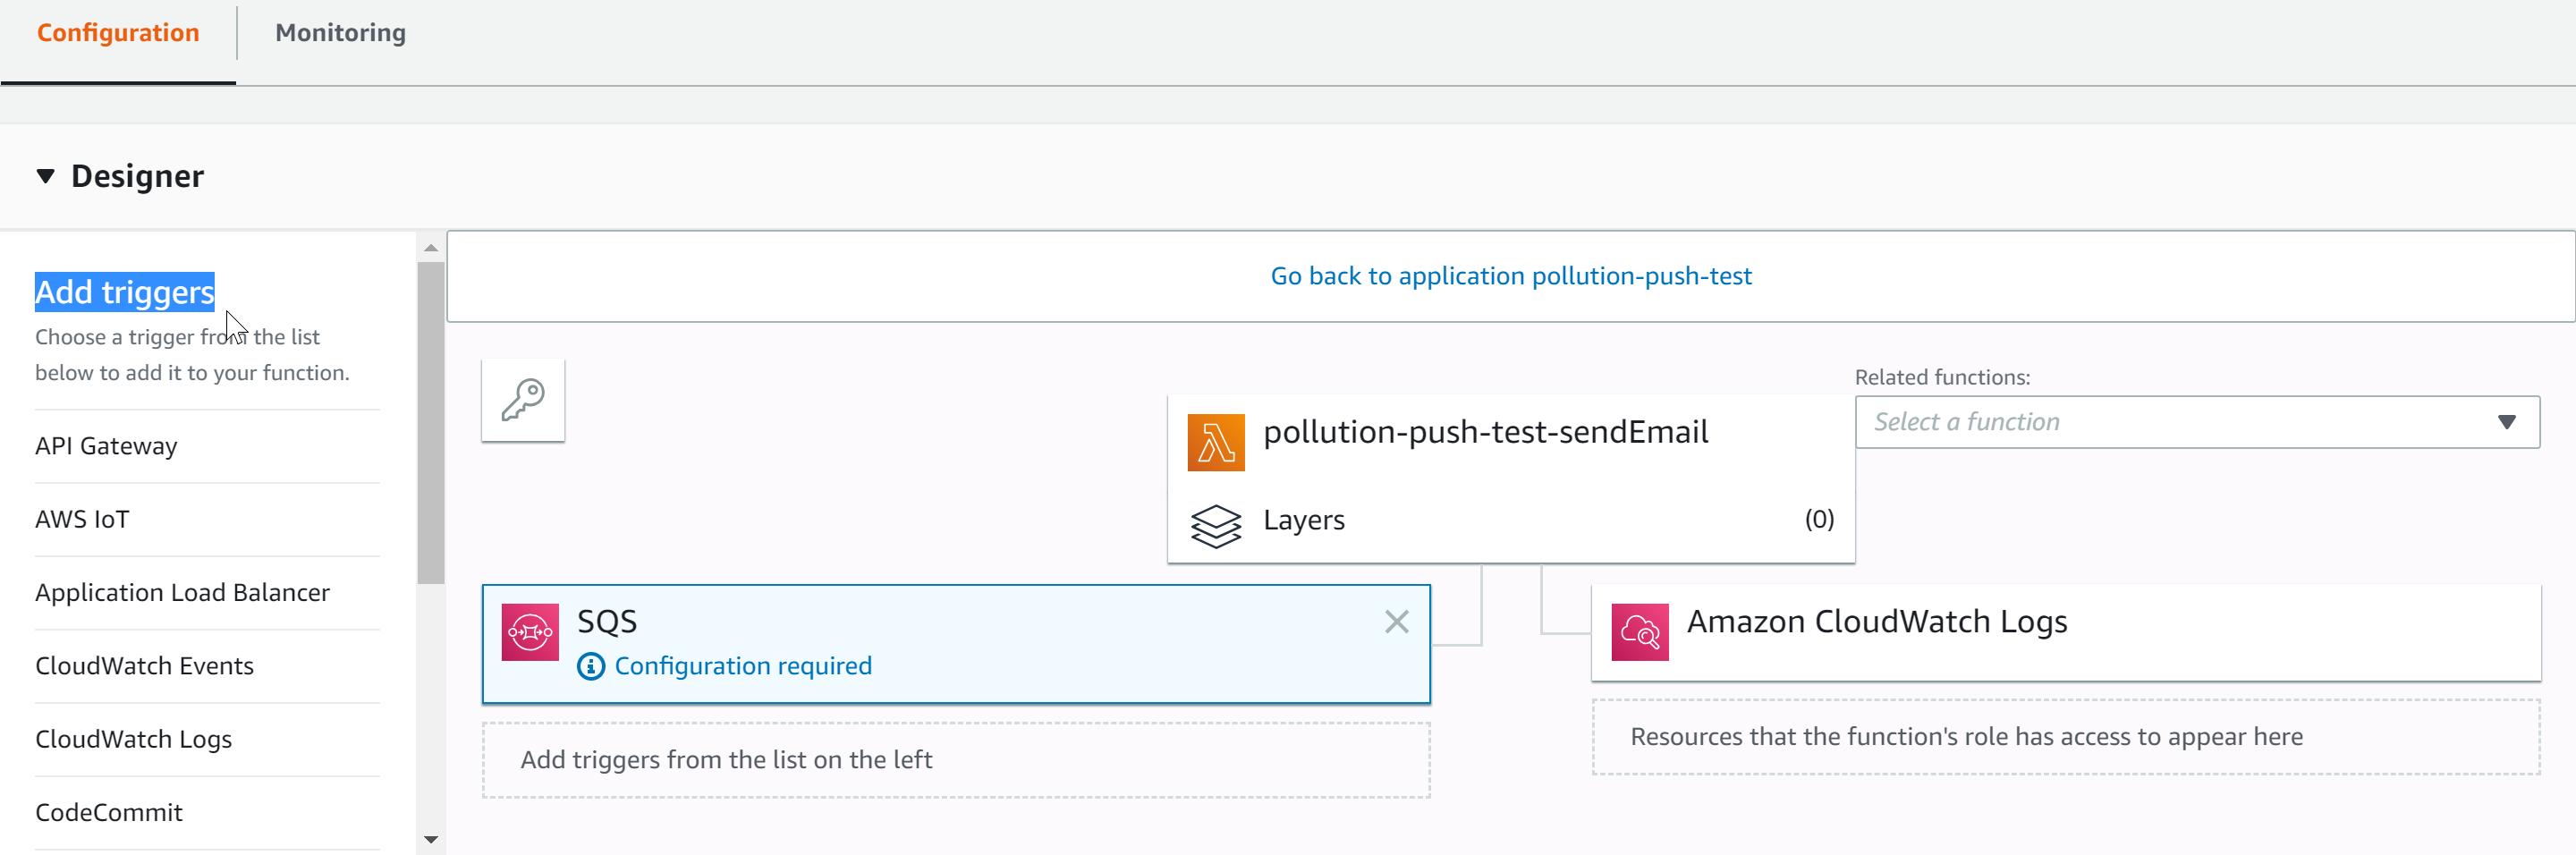 Configuration
Monitoring
Designer
Add triggers
Choose a trigger from the list
below to add it to your function.
API Gateway
AWS IoT
Application Load Balancer
CloudWatch Events
CloudWatch Logs
CodeCommit
Go back to application pollution-push-test
pollution-push-test-sendEmail
Layers (0)
Related functions:
Select a function
SQS
Configuration required
Add triggers from the list on the left
Amazon CloudWatch Logs
Resources that the function's role has access to appear here